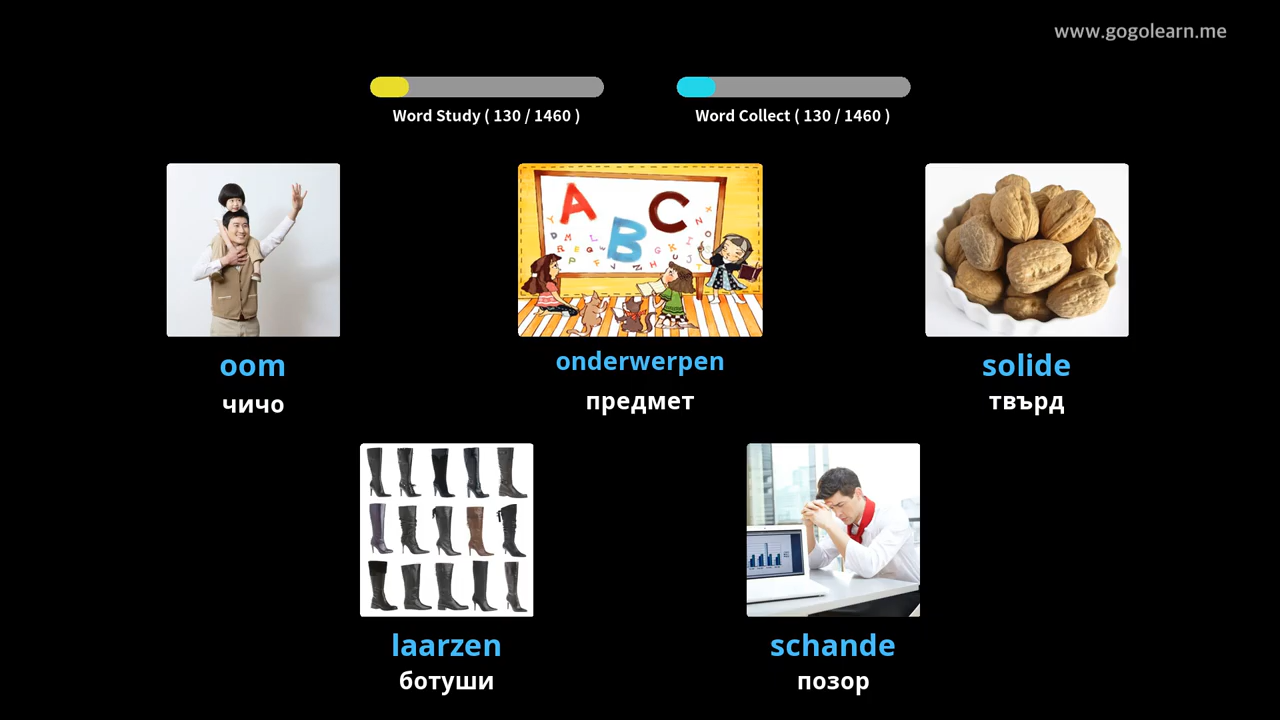 www.gogolearn.me
Word Study ( 130 / 1460 )
Word Collect ( 130 / 1460 )
A B C
oom
чичо
onderwerpen
предмет
solide
твърд
laarzen
ботуши
schande
позор